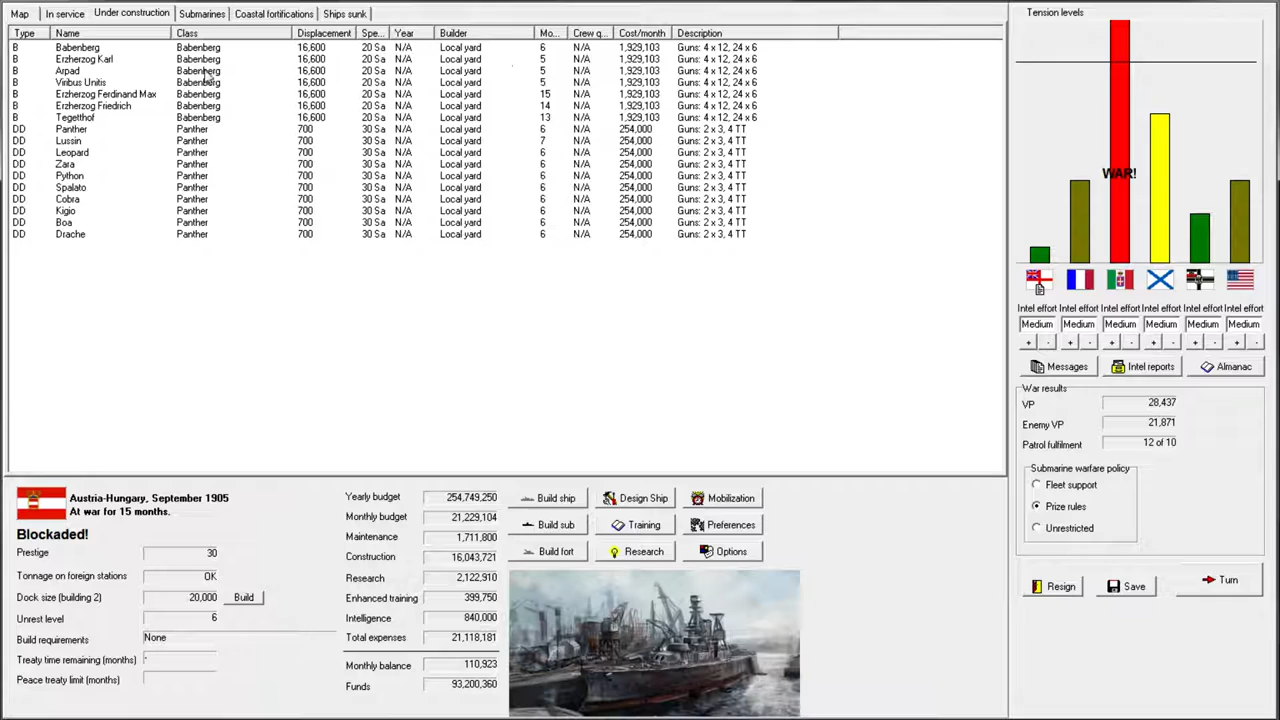 Map In service Under construction Submarines Coastal fortifications Ships sunk
Type Name Class Displacement Spe... Year Builder Mo... Crew q... Cost/month Description
B Babenberg Babenberg 16,600 20 Sa N/A Local yard 6 N/A 1,929,103 Guns: 4 x 12, 24 x 6
B Erzherzog Karl Babenberg 16,600 20 Sa N/A Local yard 5 N/A 1,929,103 Guns: 4 x 12, 24 x 6
B Arpad Babenberg 16,600 20 Sa N/A Local yard 5 N/A 1,929,103 Guns: 4 x 12, 24 x 6
B Viribus Unitis Babenberg 16,600 20 Sa N/A Local yard 5 N/A 1,929,103 Guns: 4 x 12, 24 x 6
B Erzherzog Ferdinand Max Babenberg 16,600 20 Sa N/A Local yard 15 N/A 1,929,103 Guns: 4 x 12, 24 x 6
B Erzherzog Friedrich Babenberg 16,600 20 Sa N/A Local yard 14 N/A 1,929,103 Guns: 4 x 12, 24 x 6
B Tegetthof Babenberg 16,600 20 Sa N/A Local yard 13 N/A 1,929,103 Guns: 4 x 12, 24 x 6
DD Panther Panther 700 30 Sa N/A Local yard 6 N/A 254,000 Guns: 2 x 3, 4 TT
DD Lussin Panther 700 30 Sa N/A Local yard 7 N/A 254,000 Guns: 2 x 3, 4 TT
DD Leopard Panther 700 30 Sa N/A Local yard 6 N/A 254,000 Guns: 2 x 3, 4 TT
DD Zara Panther 700 30 Sa N/A Local yard 6 N/A 254,000 Guns: 2 x 3, 4 TT
DD Python Panther 700 30 Sa N/A Local yard 6 N/A 254,000 Guns: 2 x 3, 4 TT
DD Spalato Panther 700 30 Sa N/A Local yard 6 N/A 254,000 Guns: 2 x 3, 4 TT
DD Cobra Panther 700 30 Sa N/A Local yard 6 N/A 254,000 Guns: 2 x 3, 4 TT
DD Kigio Panther 700 30 Sa N/A Local yard 6 N/A 254,000 Guns: 2 x 3, 4 TT
DD Boa Panther 700 30 Sa N/A Local yard 6 N/A 254,000 Guns: 2 x 3, 4 TT
DD Drache Panther 700 30 Sa N/A Local yard 6 N/A 254,000 Guns: 2 x 3, 4 TT
Tension levels
WAR!
Intel effort Intel effort Intel effort Intel effort Intel effort Intel effort
Medium Medium Medium Medium Medium Medium
+ - + - + - + - + - + -
Messages Intel reports Almanac
War results
VP 28,437
Enemy VP 21,871
Patrol fulfilment 12 of 10
Submarine warfare policy
Fleet support
Prize rules
Unrestricted
Resign Save Turn
Austria-Hungary, September 1905
At war for 15 months.
Blockaded!
Prestige 30
Tonnage on foreign stations OK
Dock size (building 2) 20,000 Build
Unrest level 6
Build requirements None
Treaty time remaining (months) -
Peace treaty limit (months)
Yearly budget 254,749,250
Monthly budget 21,229,104
Maintenance 1,711,800
Construction 16,043,721
Research 2,122,910
Enhanced training 399,750
Intelligence 840,000
Total expenses 21,118,181
Monthly balance 110,923
Funds 93,200,360
Build ship Design Ship Mobilization
Build sub Training Preferences
Build fort Research Options